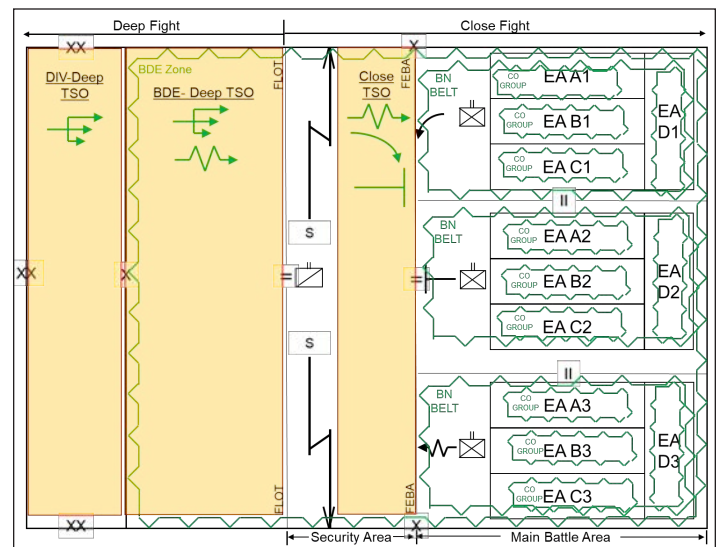 Deep Fight
Close Fight
XX
X
DIV-Deep
TSO
BDE Zone
BDE- Deep TSO
FLOT
Close
TSO
FEBA
BN
BELT
CO
GROUP
EA A1
CO
GROUP
EA B1
CO
GROUP
EA C1
EA
D1
II
S
BN
BELT
CO
GROUP
EA A2
CO
GROUP
EA B2
CO
GROUP
EA C2
EA
D2
XX
X
II
II
S
II
BN
BELT
CO
GROUP
EA A3
CO
GROUP
EA B3
CO
GROUP
EA C3
EA
D3
FLOT
FEBA
XX
X
Security Area
Main Battle Area